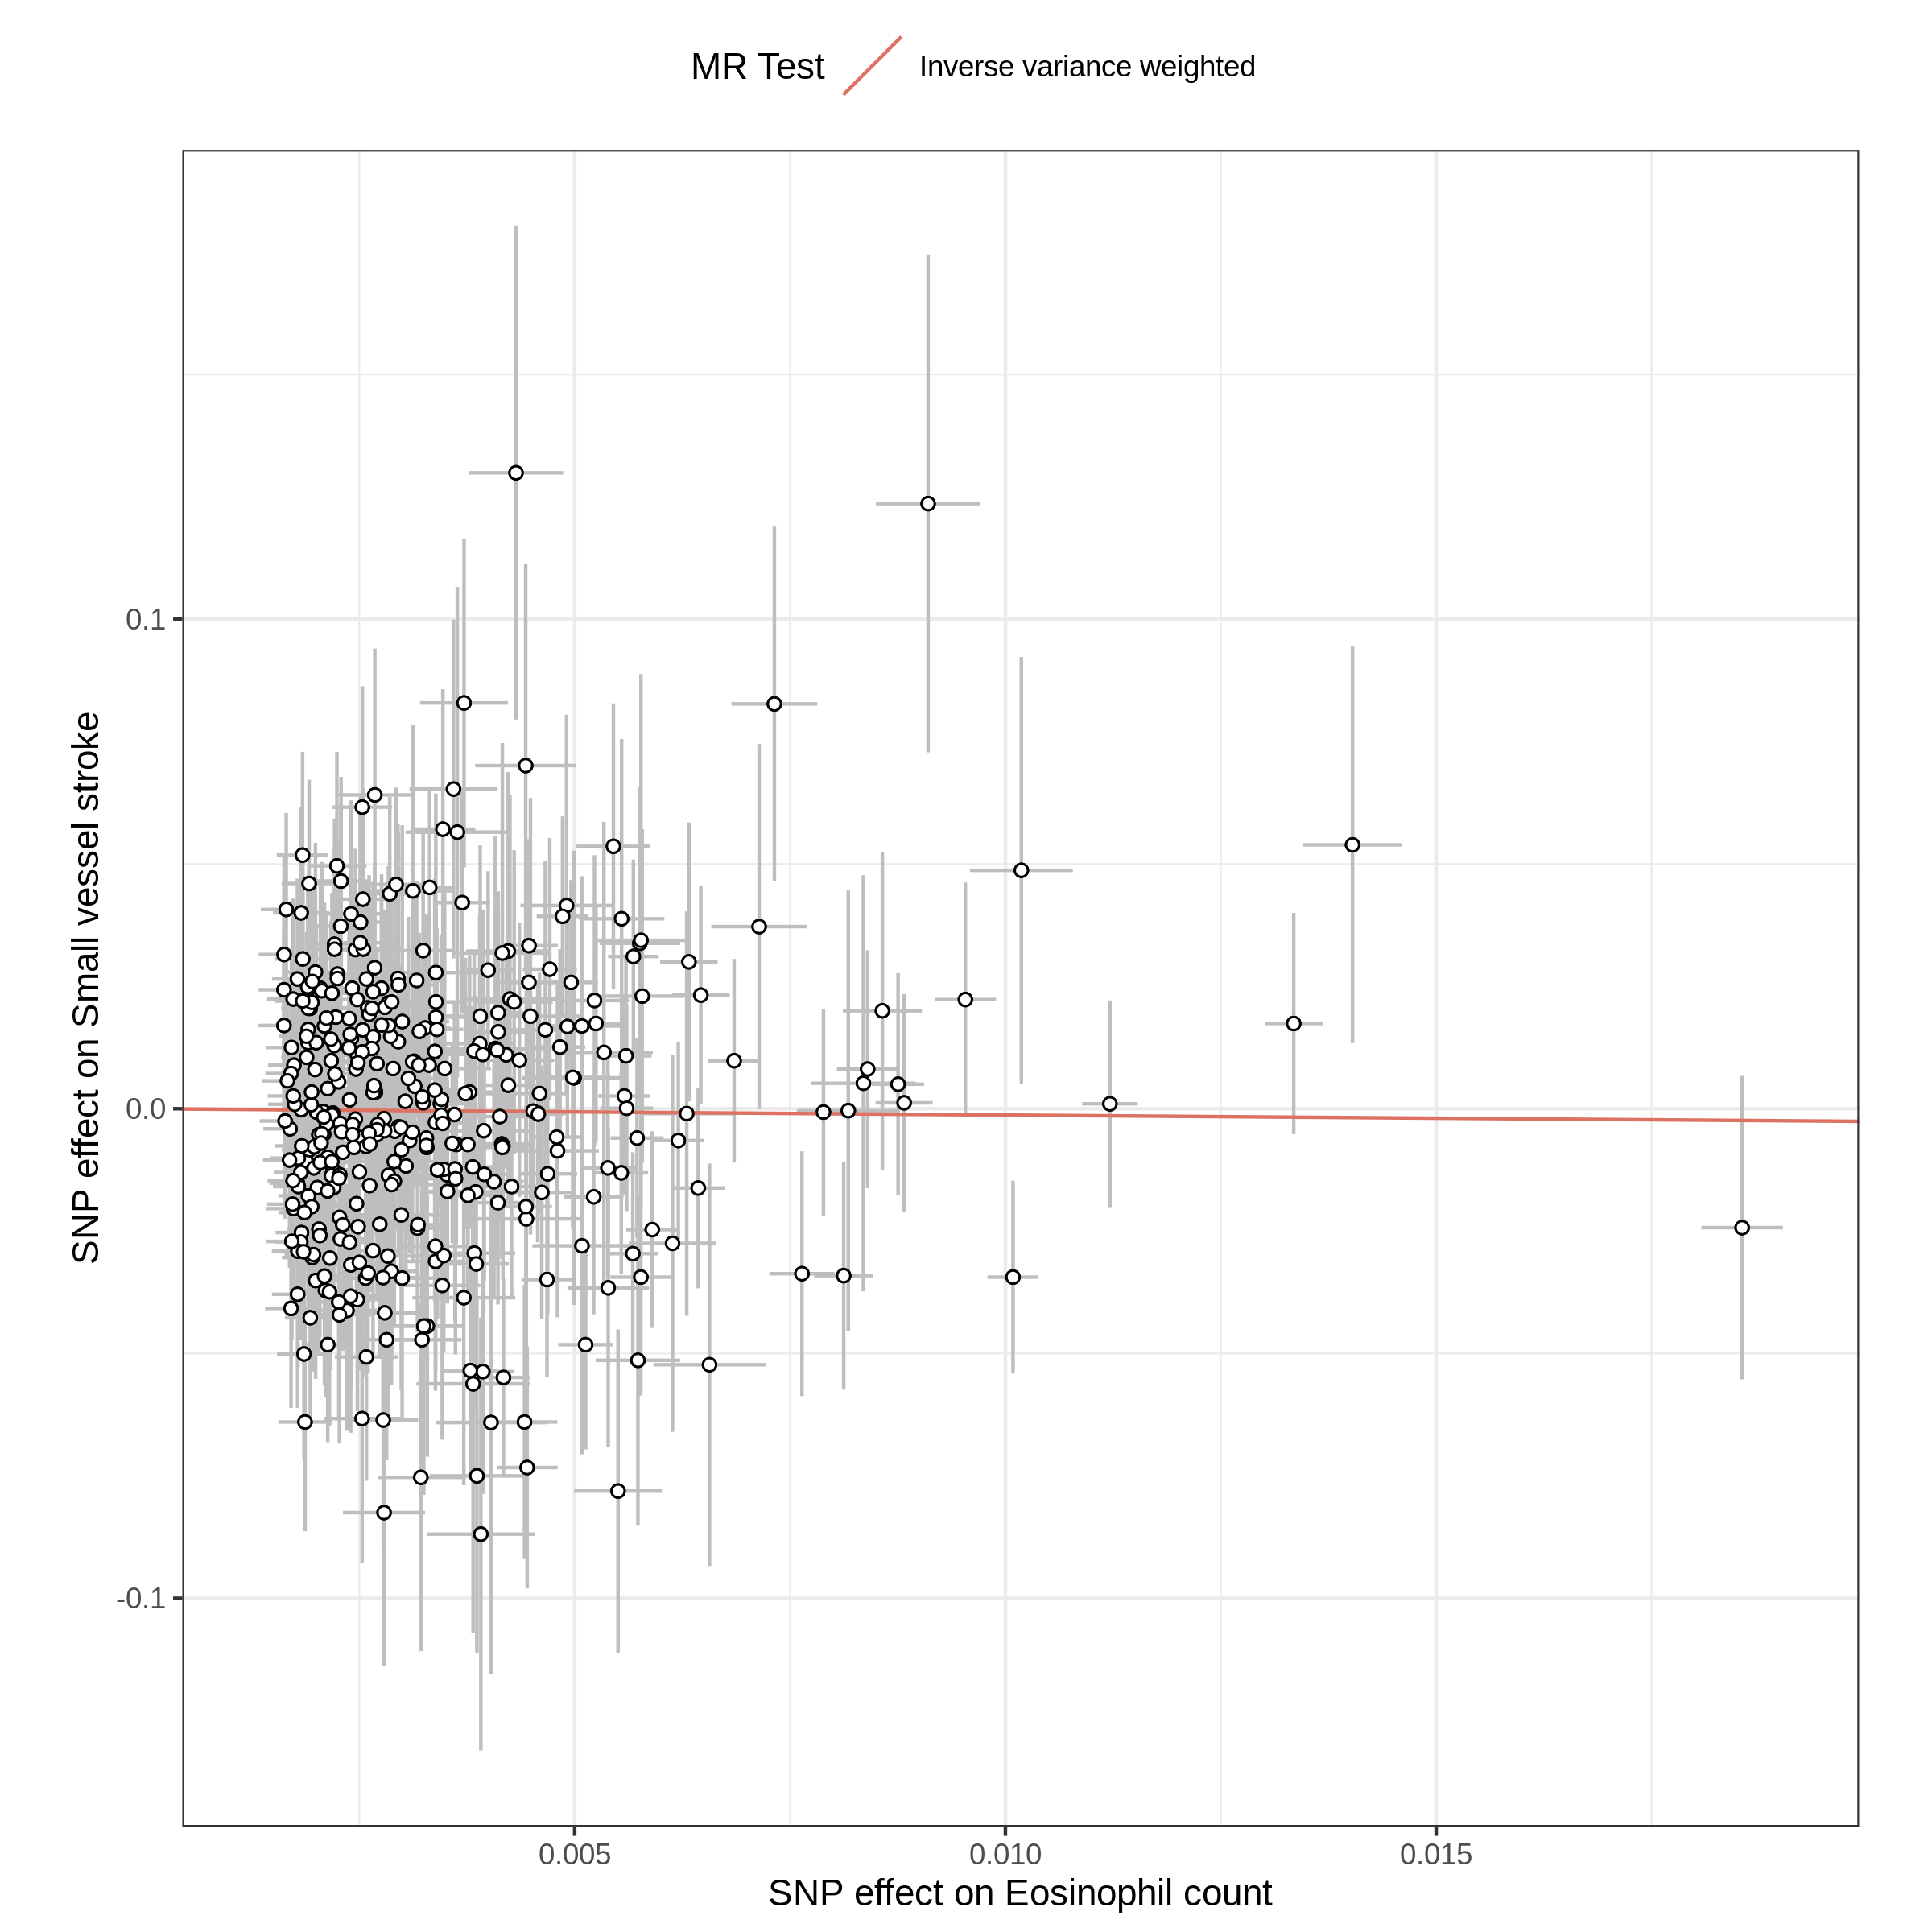 MR Test Inverse variance weighted
SNP effect on Small vessel stroke
0.1
0.0
-0.1
0.005 0.010 0.015
SNP effect on Eosinophil count